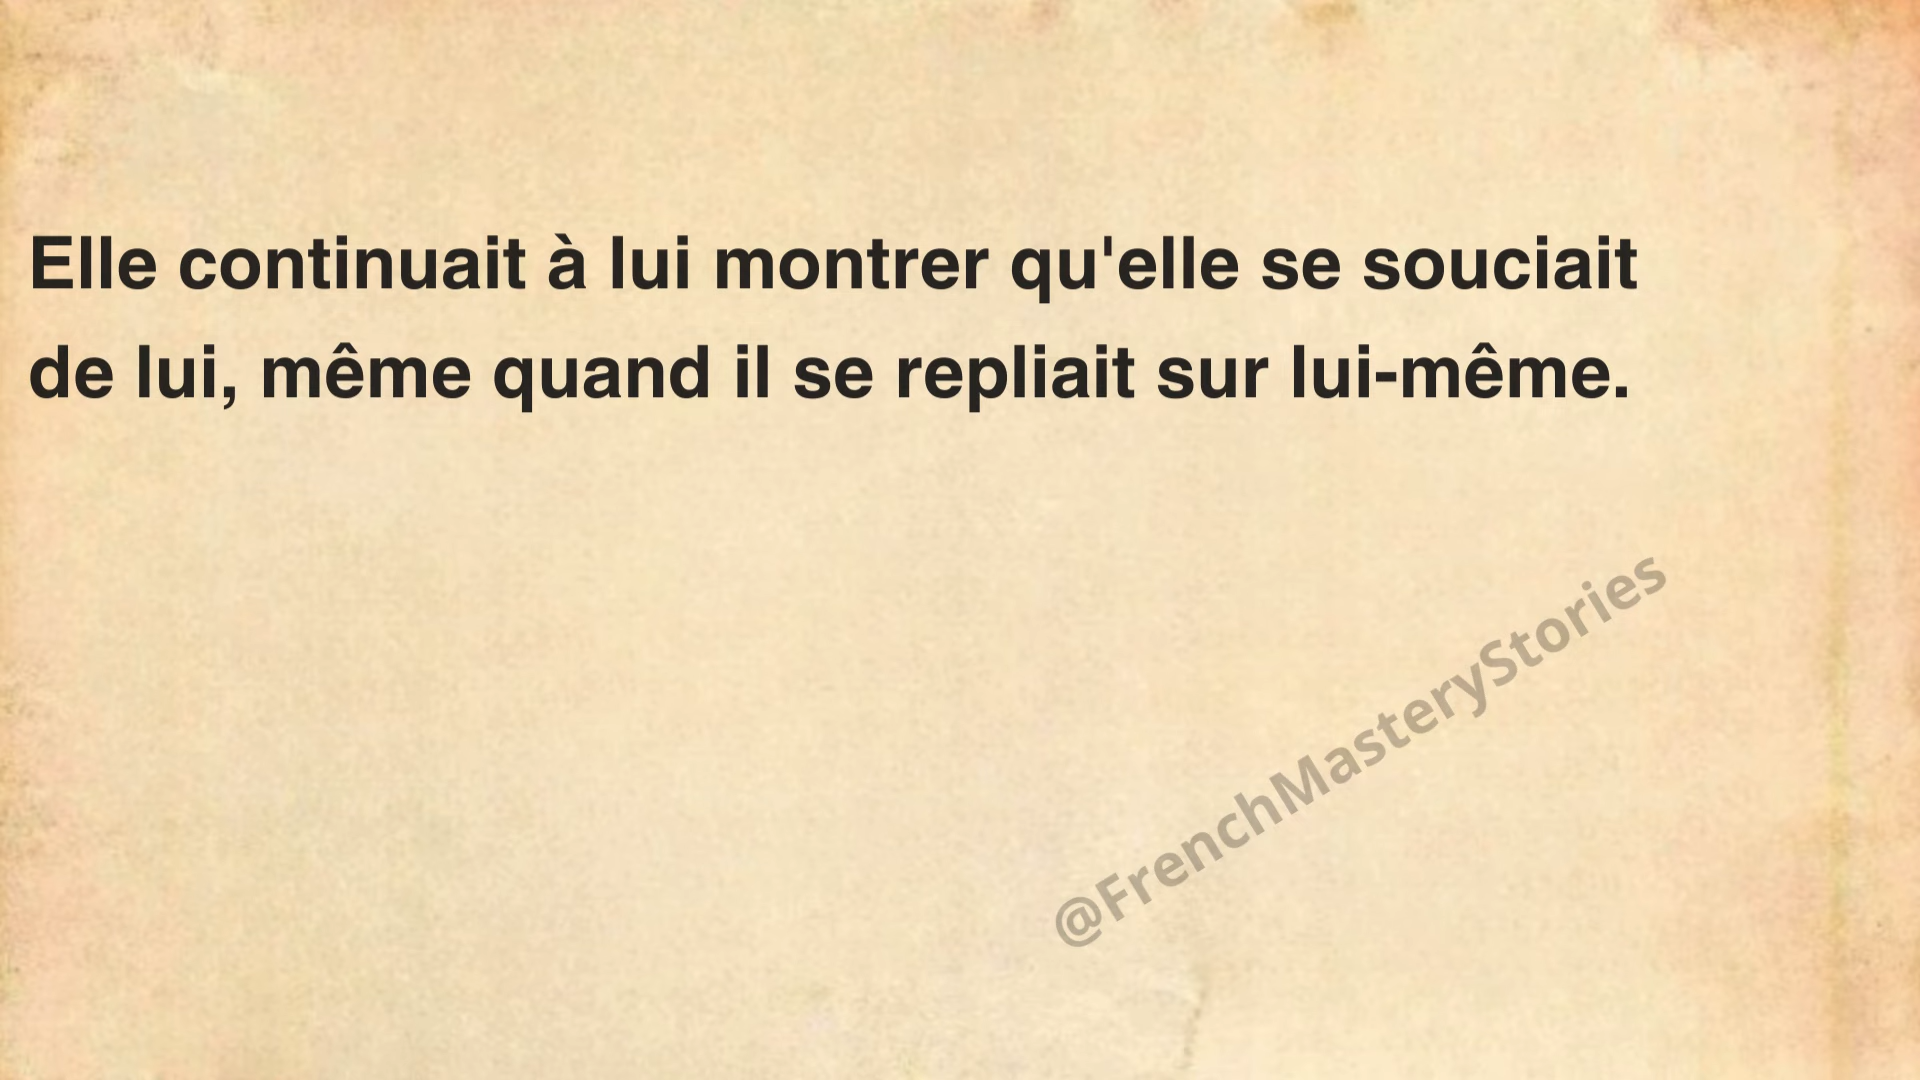 Elle continuait à lui montrer qu'elle se souciait
de lui, même quand il se repliait sur lui-même.
@FrenchMasteryStories